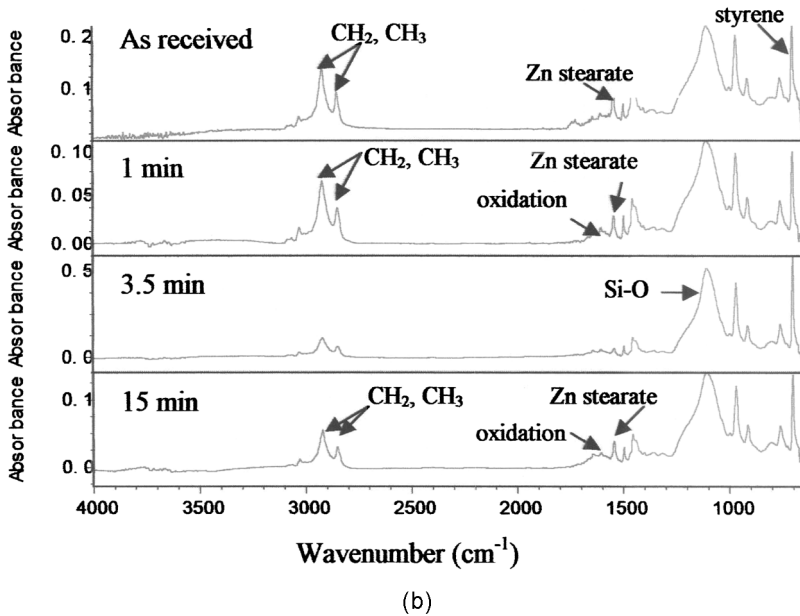 styrene
As received
CH2, CH3
Zn stearate
0. 2
0. 1
Absor bance
1 min
CH2, CH3
Zn stearate
oxidation
0. 10
0. 05
0. 00
Absor bance
3.5 min
Si-O
0. 5
0. 0
Absor bance
15 min
CH2, CH3
Zn stearate
oxidation
0. 1
0. 0
Absor bance
4000 3500 3000 2500 2000 1500 1000
Wavenumber (cm-1)
(b)